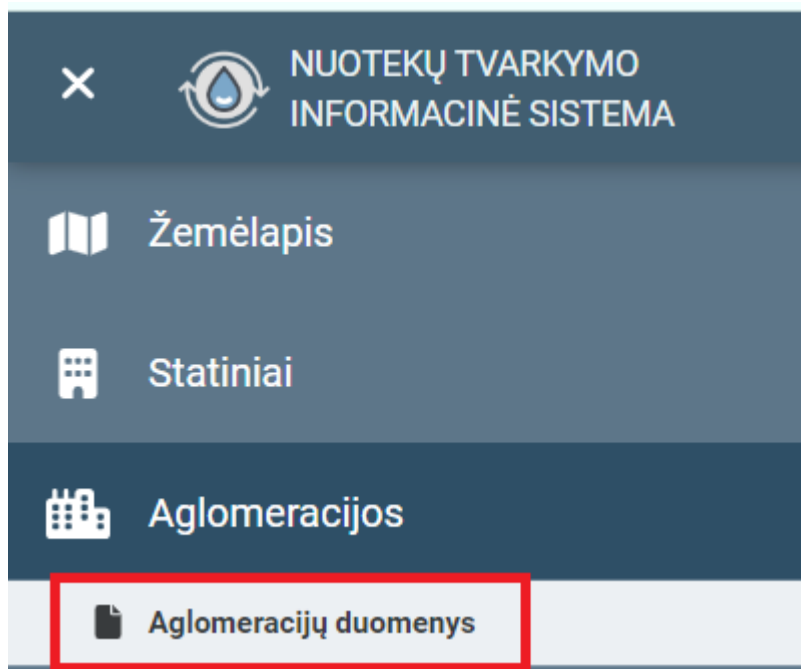 NUOTEKŲ TVARKYMO
INFORMACINĖ SISTEMA
Žemėlapis
Statiniai
Aglomeracijos
Aglomeracijų duomenys